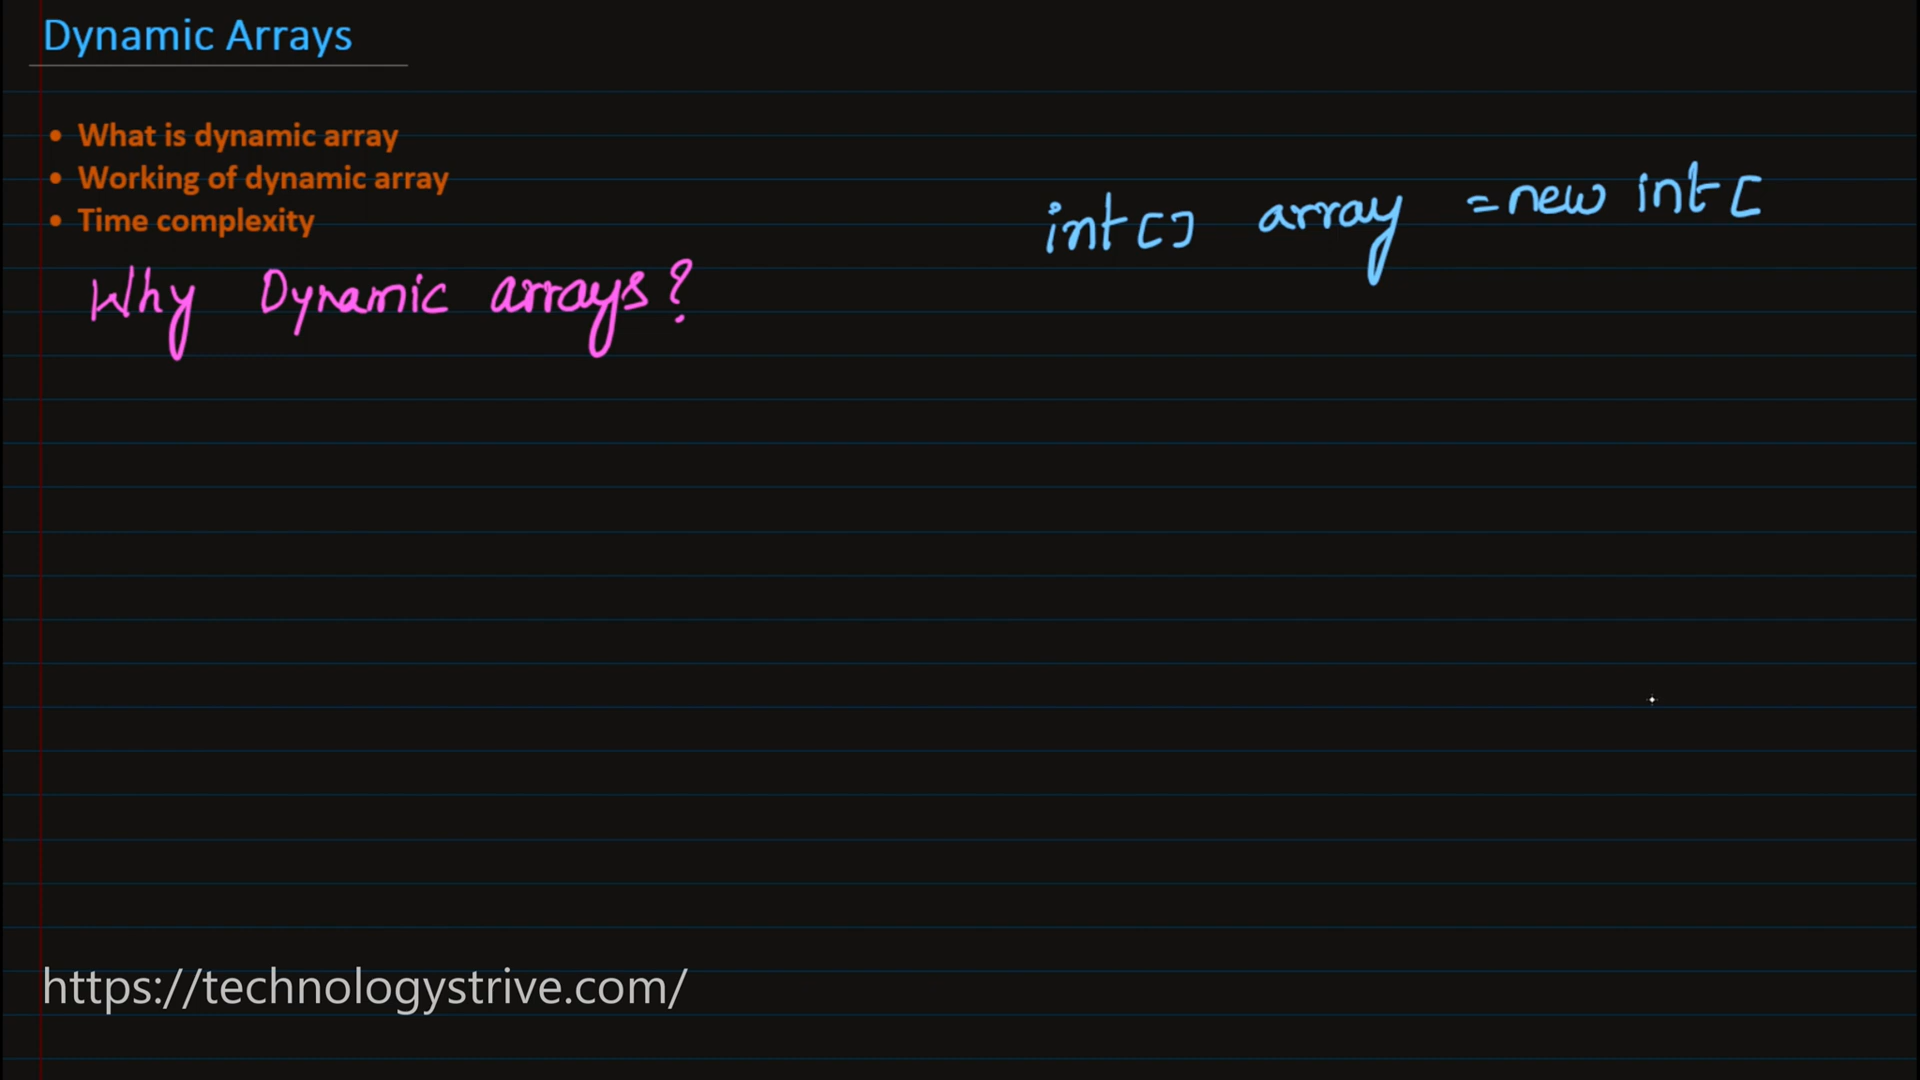 Dynamic Arrays
• What is dynamic array
• Working of dynamic array
• Time complexity
int[] array = new int [
Why Dynamic arrays?
https://technologystrive.com/